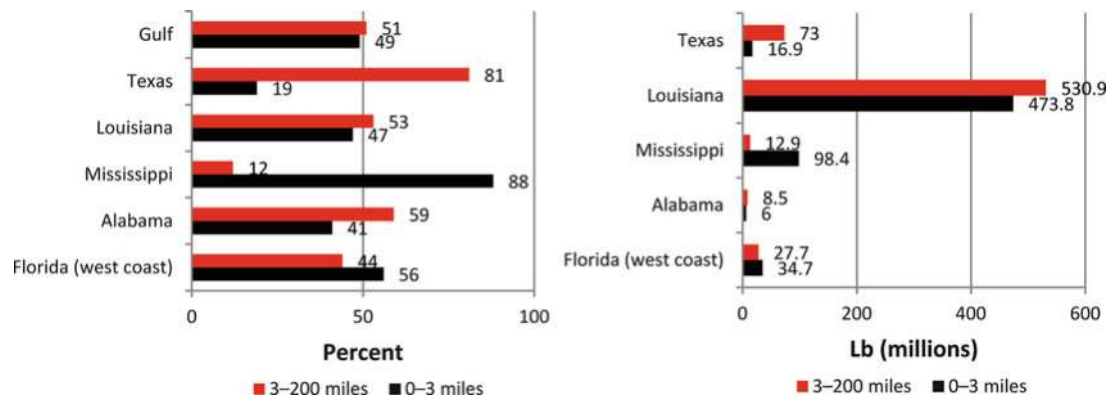 Gulf
51
49
Texas
81
19
Louisiana
53
47
Mississippi
12
88
Alabama
59
41
Florida (west coast)
44
56
0
50
100
Percent
3–200 miles
0–3 miles
Texas
73
16.9
Louisiana
530.9
473.8
Mississippi
12.9
98.4
Alabama
8.5
6
Florida (west coast)
27.7
34.7
0
200
400
600
Lb (millions)
3–200 miles
0–3 miles